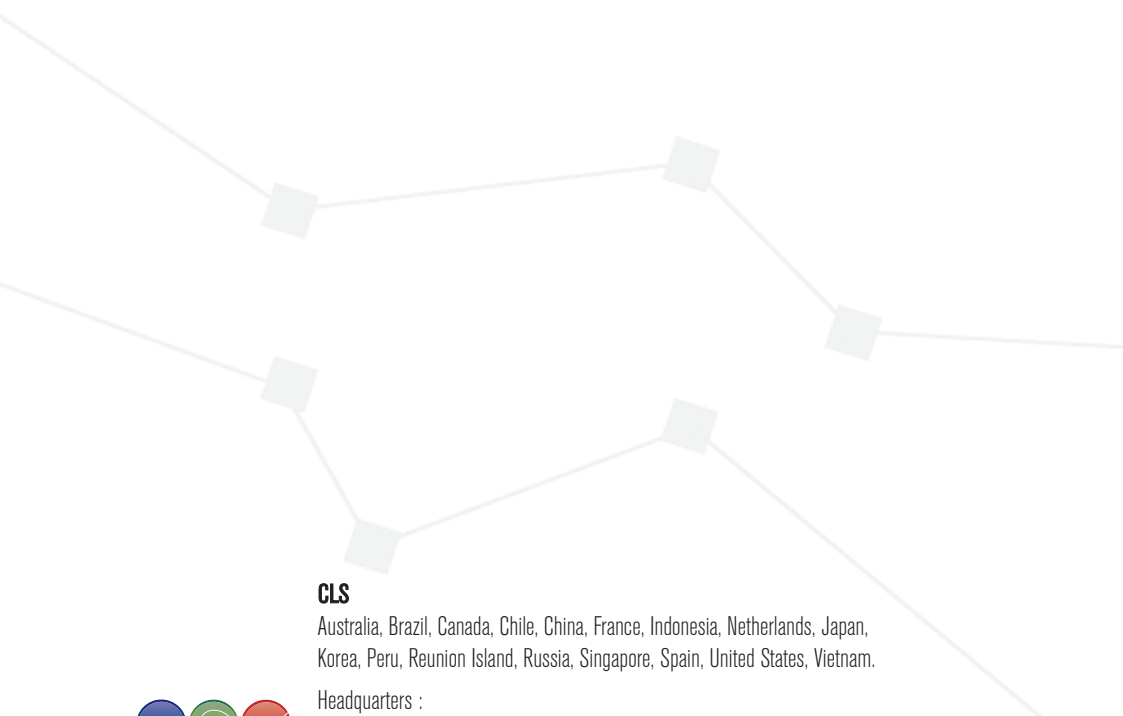 CLS
Australia, Brazil, Canada, Chile, China, France, Indonesia, Netherlands, Japan,
Korea, Peru, Reunion Island, Russia, Singapore, Spain, United States, Vietnam.
Headquarters :